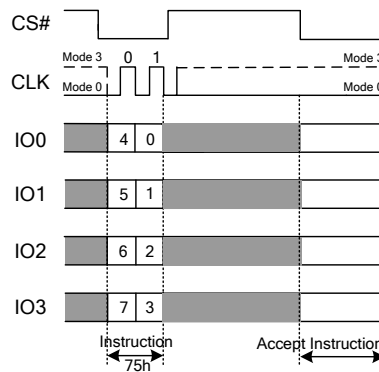 CS#
Mode 3 0 1 Mode 3
CLK
Mode 0 Mode 0
IO0 4 0
IO1 5 1
IO2 6 2
IO3 7 3
Instruction Accept Instruction
75h